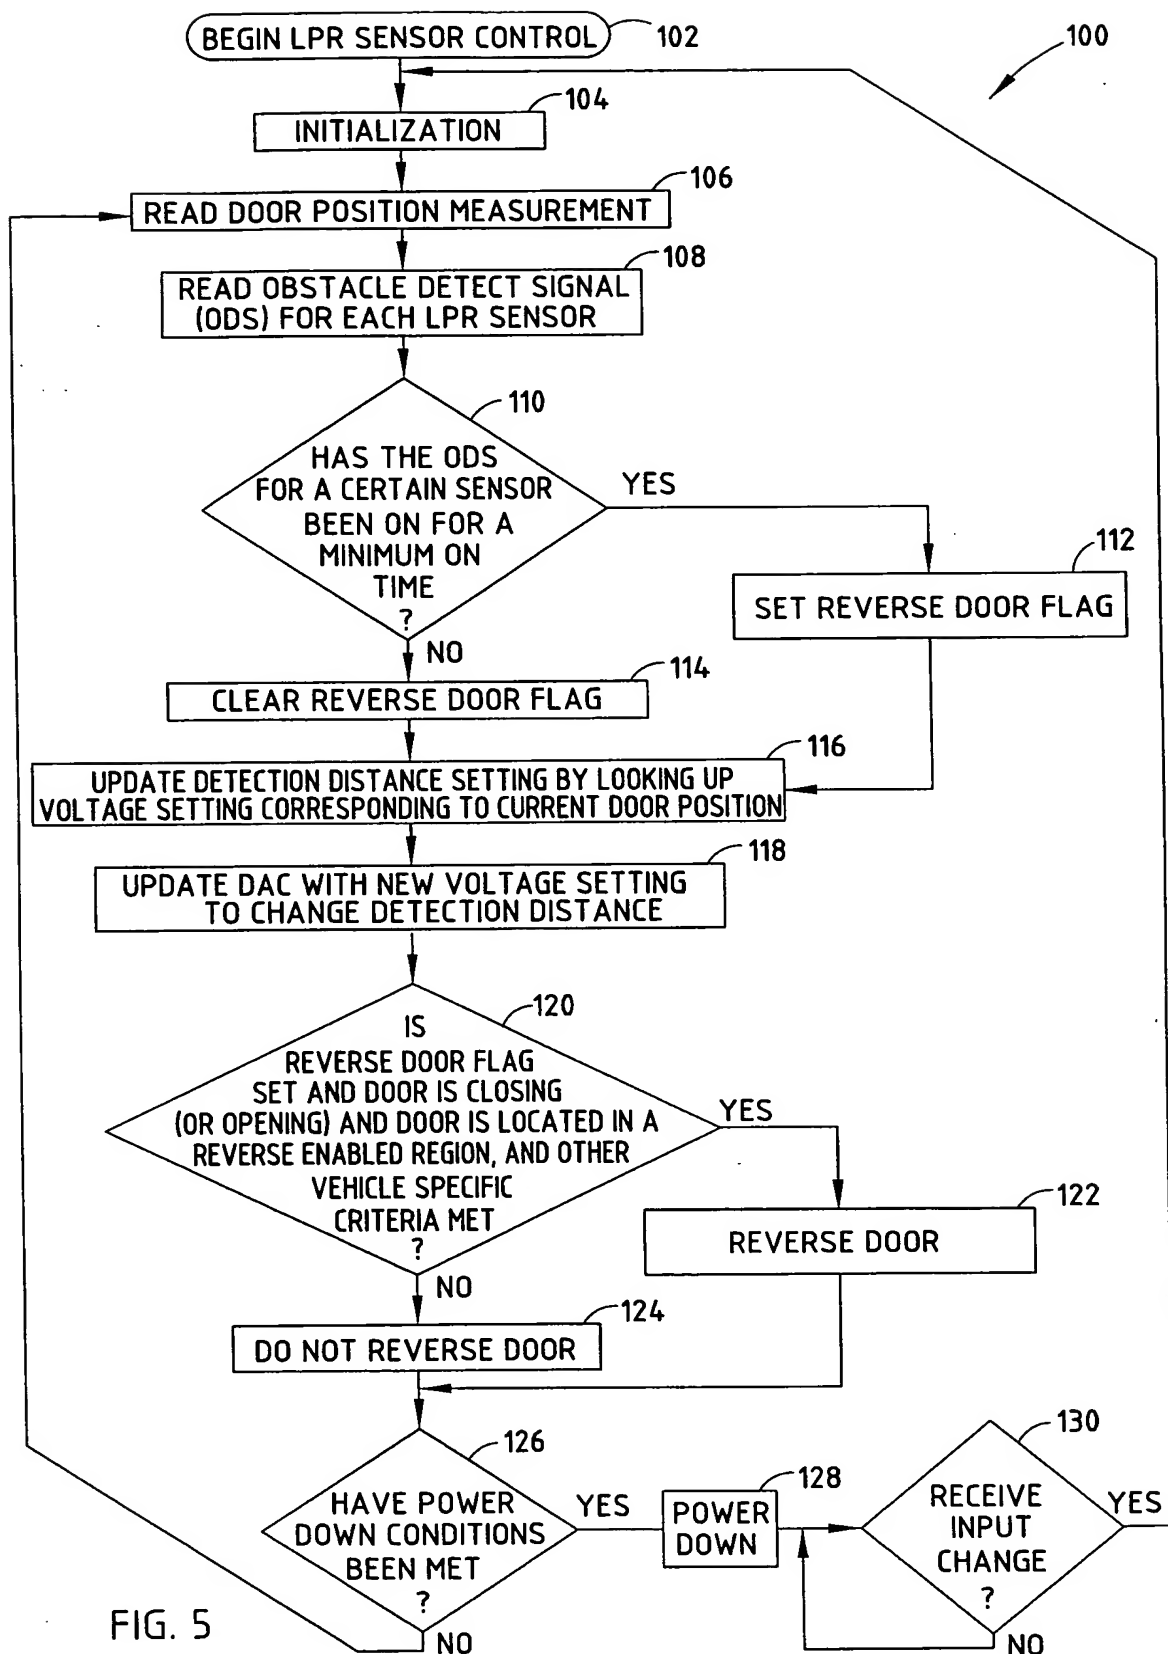 BEGIN LPR SENSOR CONTROL
102
100
104
INITIALIZATION
106
READ DOOR POSITION MEASUREMENT
108
READ OBSTACLE DETECT SIGNAL
(ODS) FOR EACH LPR SENSOR
110
HAS THE ODS
FOR A CERTAIN SENSOR
BEEN ON FOR A
MINIMUM ON
TIME
?
YES
112
SET REVERSE DOOR FLAG
NO
114
CLEAR REVERSE DOOR FLAG
116
UPDATE DETECTION DISTANCE SETTING BY LOOKING UP
VOLTAGE SETTING CORRESPONDING TO CURRENT DOOR POSITION
118
UPDATE DAC WITH NEW VOLTAGE SETTING
TO CHANGE DETECTION DISTANCE
120
IS
REVERSE DOOR FLAG
SET AND DOOR IS CLOSING
(OR OPENING) AND DOOR IS LOCATED IN A
REVERSE ENABLED REGION, AND OTHER
VEHICLE SPECIFIC
CRITERIA MET
?
YES
122
REVERSE DOOR
NO
124
DO NOT REVERSE DOOR
126
HAVE POWER
DOWN CONDITIONS
BEEN MET
?
YES
NO
128
POWER
DOWN
130
RECEIVE
INPUT
CHANGE
?
YES
NO
FIG. 5